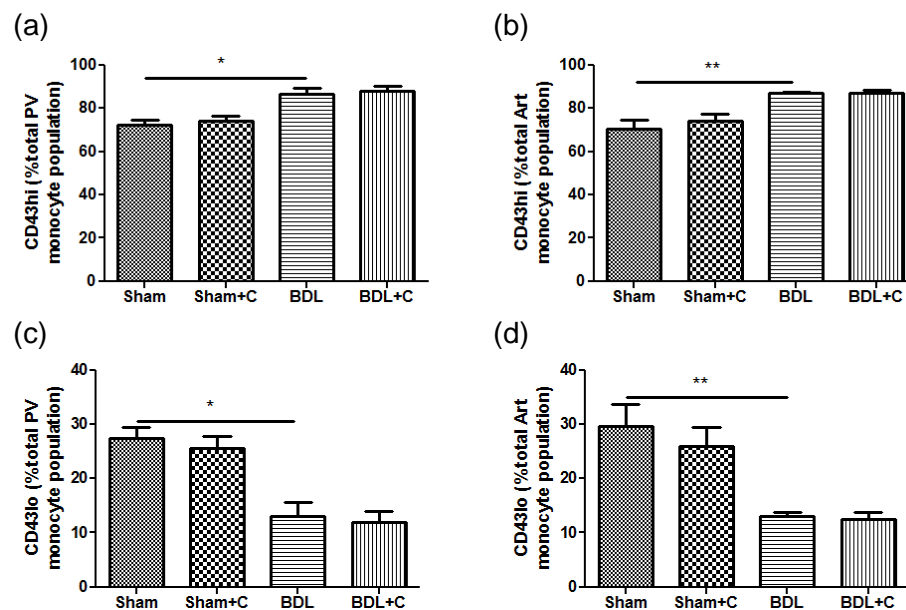 (a)
CD43hi (%total PV
monocyte population)
100
80
60
40
20
0
*
Sham Sham+C BDL BDL+C
(b)
CD43hi (%total Art
monocyte population)
100
80
60
40
20
0
**
Sham Sham+C BDL BDL+C
(c)
CD43lo (%total PV
monocyte population)
40
30
20
10
0
*
Sham Sham+C BDL BDL+C
(d)
CD43lo (%total Art
monocyte population)
40
30
20
10
0
**
Sham Sham+C BDL BDL+C